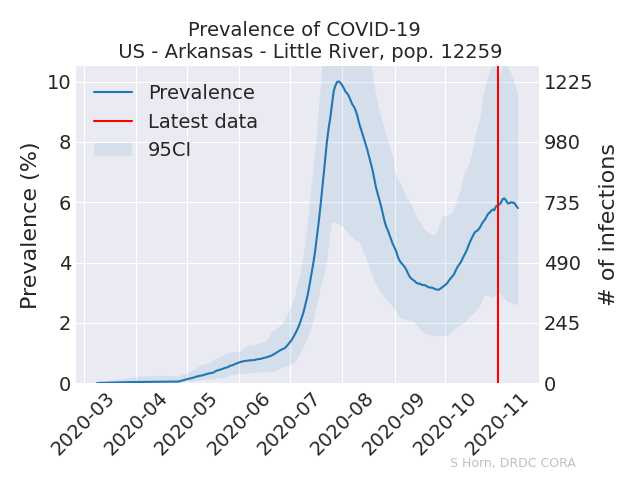 Prevalence of COVID-19
US - Arkansas - Little River, pop. 12259
Prevalence
Latest data
95CI
Prevalence (%)
10
8
6
4
2
0
1225
980
735
490
245
0
# of infections
2020-03
2020-04
2020-05
2020-06
2020-07
2020-08
2020-09
2020-10
2020-11
S Horn, DRDC CORA